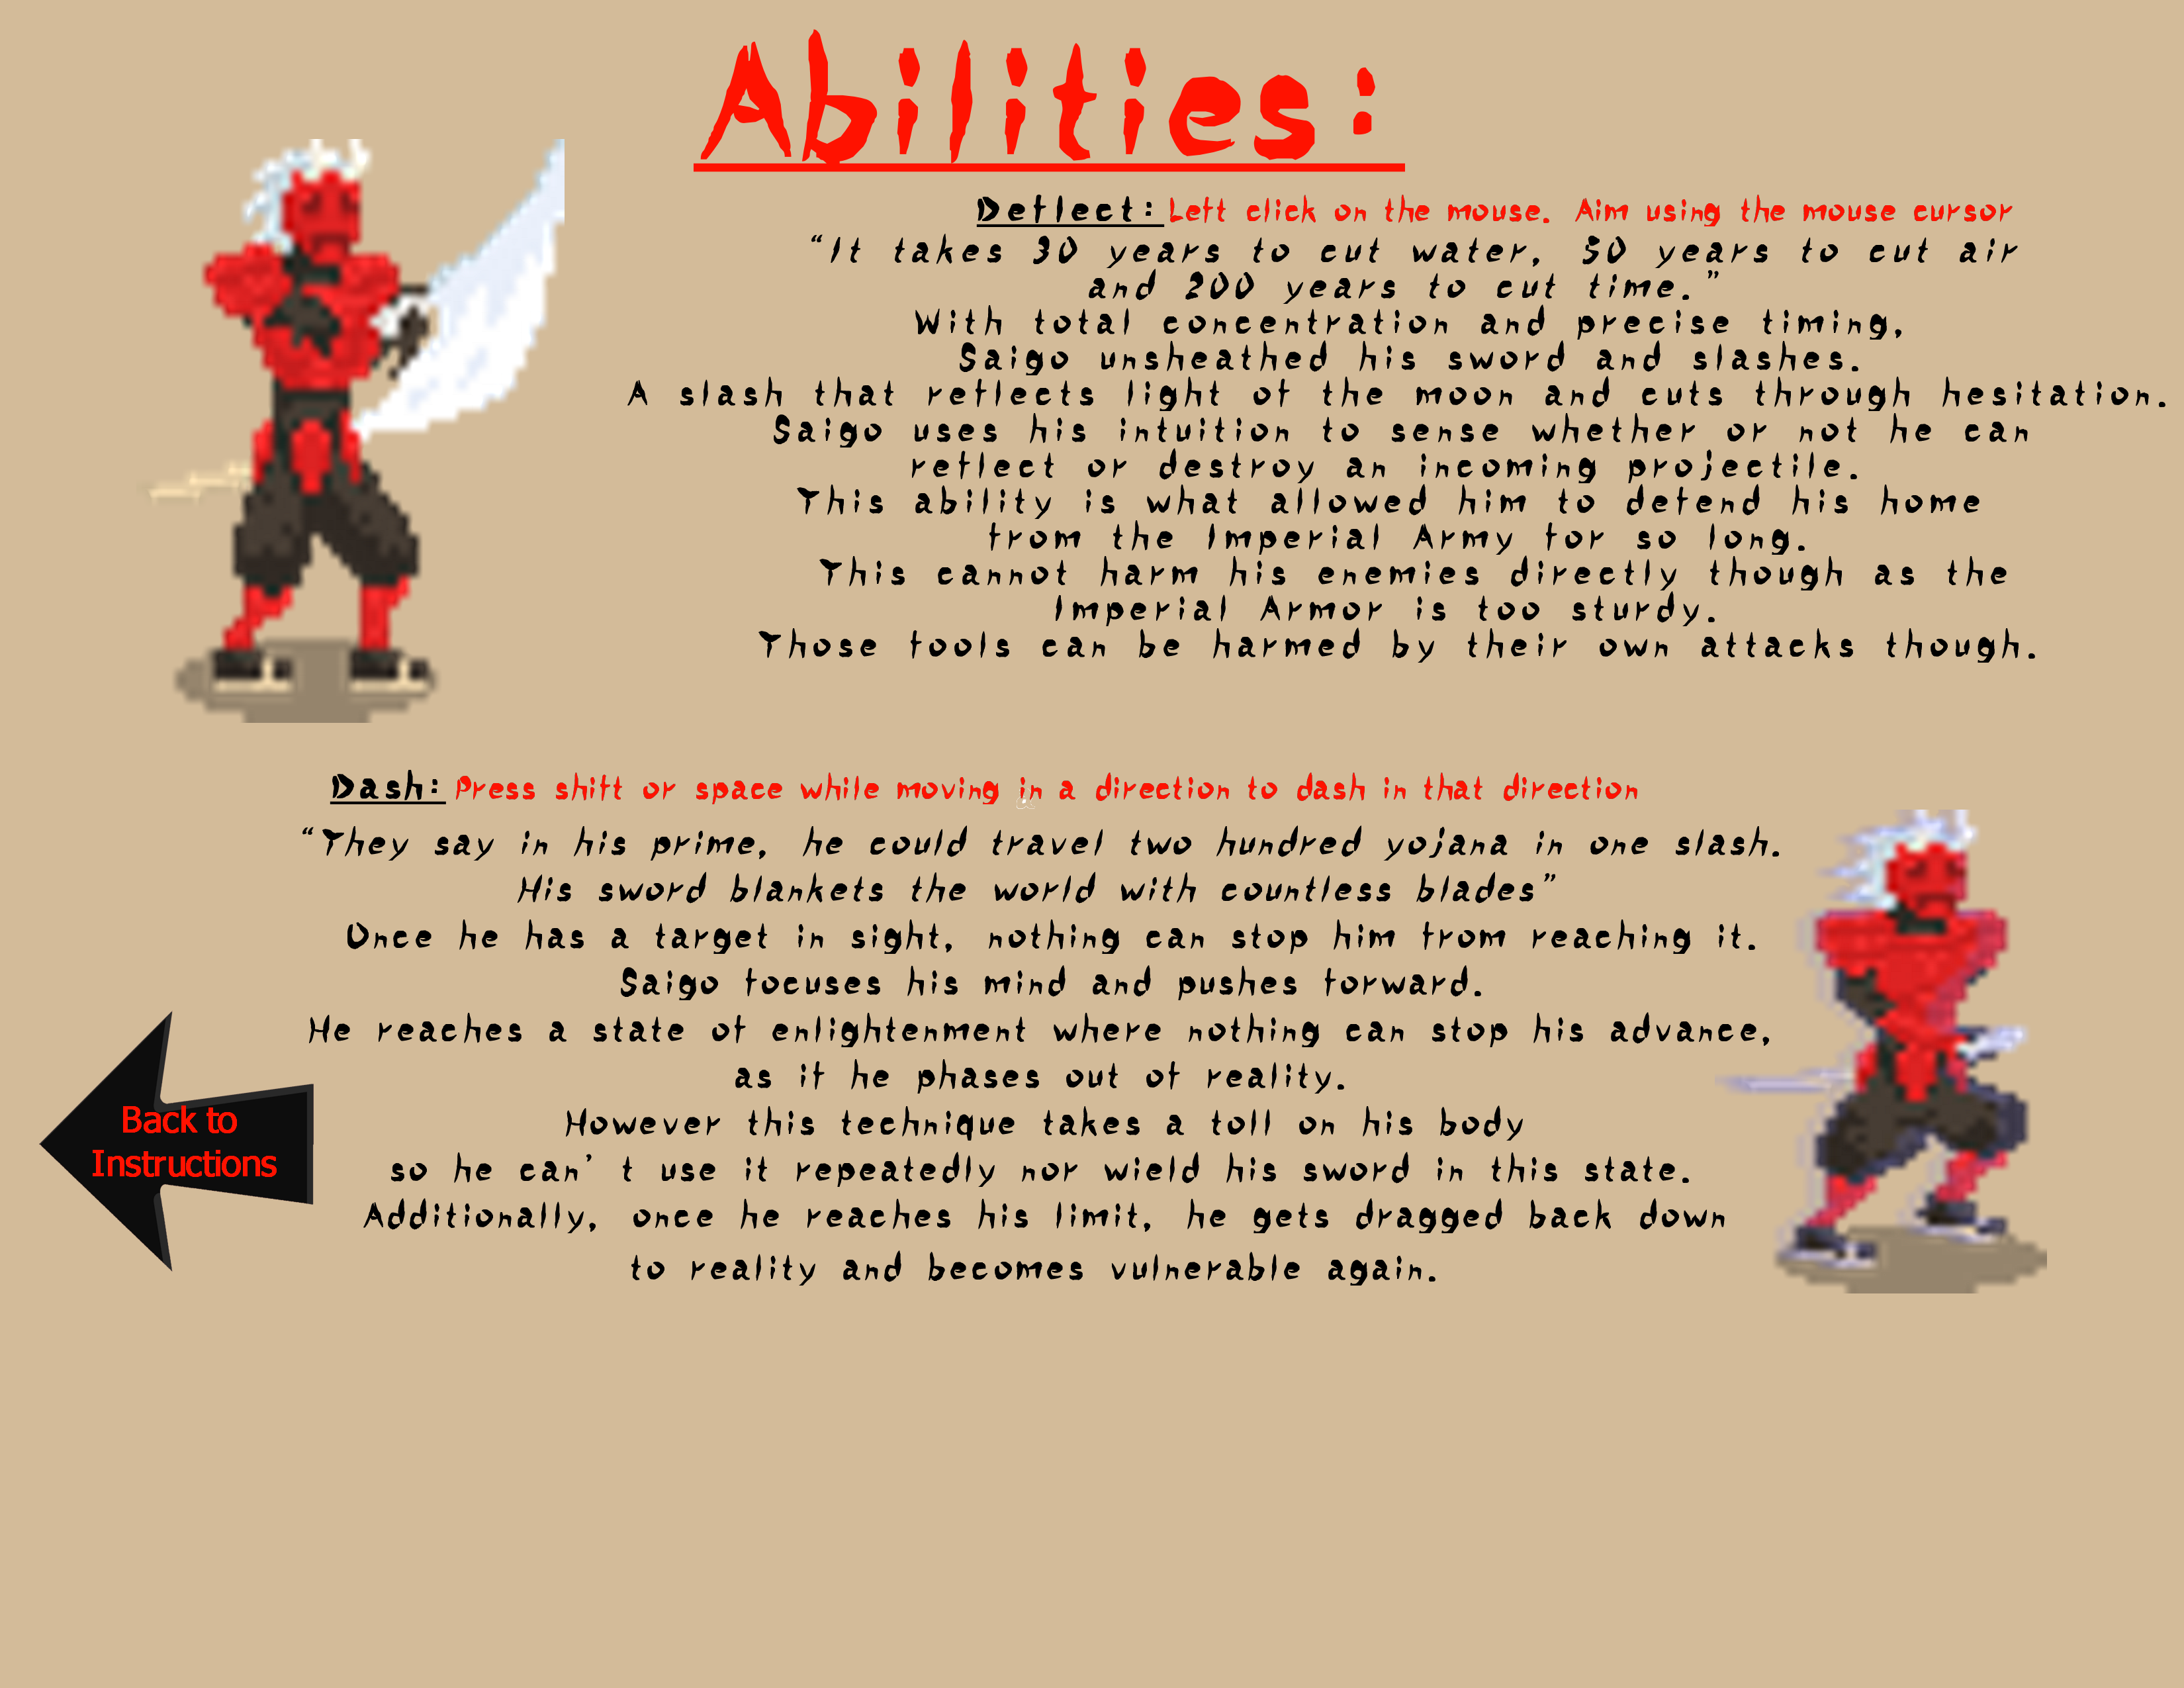 Abilities:
Deflect: Left click on the mouse. Aim using the mouse cursor
“It takes 30 years to cut water, 50 years to cut air
and 200 years to cut time.”
With total concentration and precise timing,
Saigo unsheathed his sword and slashes.
A slash that reflects light of the moon and cuts through hesitation.
Saigo uses his intuition to sense whether or not he can
reflect or destroy an incoming projectile.
This ability is what allowed him to defend his home
from the Imperial Army for so long.
This cannot harm his enemies directly though as the
Imperial Armor is too sturdy.
Those fools can be harmed by their own attacks though.
Dash: Press shift or space while moving in a direction to dash in that direction
“They say in his prime, he could travel two hundred yojana in one slash.
His sword blankets the world with countless blades”
Once he has a target in sight, nothing can stop him from reaching it.
Saigo focuses his mind and pushes forward.
He reaches a state of enlightenment where nothing can stop his advance,
as if he phases out of reality.
However this technique takes a toll on his body
so he can’t use it repeatedly nor wield his sword in this state.
Additionally, once he reaches his limit, he gets dragged back down
to reality and becomes vulnerable again.
Back to
Instructions